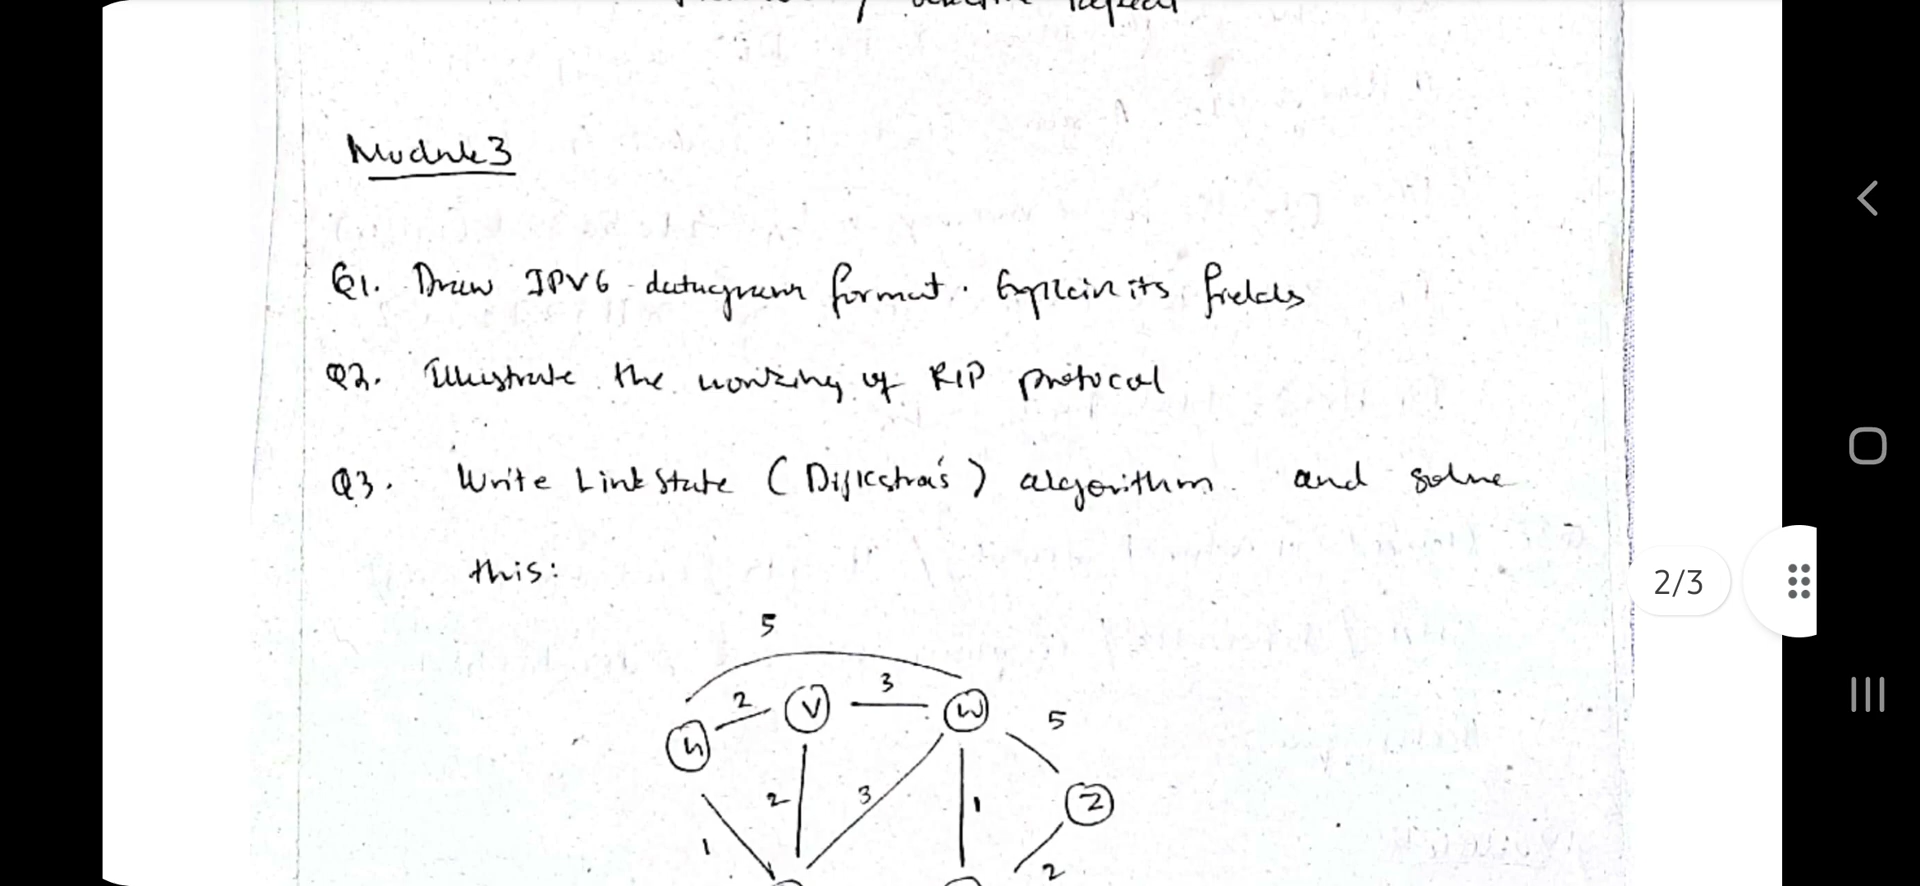 Module 3
Q1. Draw IPV6 datagram format. Explain its fields
Q2. Illustrate the working of RIP protocal
Q3. Write Link State (Dijkstra's) algorithm and solve
this:
5
2 V 3 W 5
u
2 3 1 Z
1 2
2/3